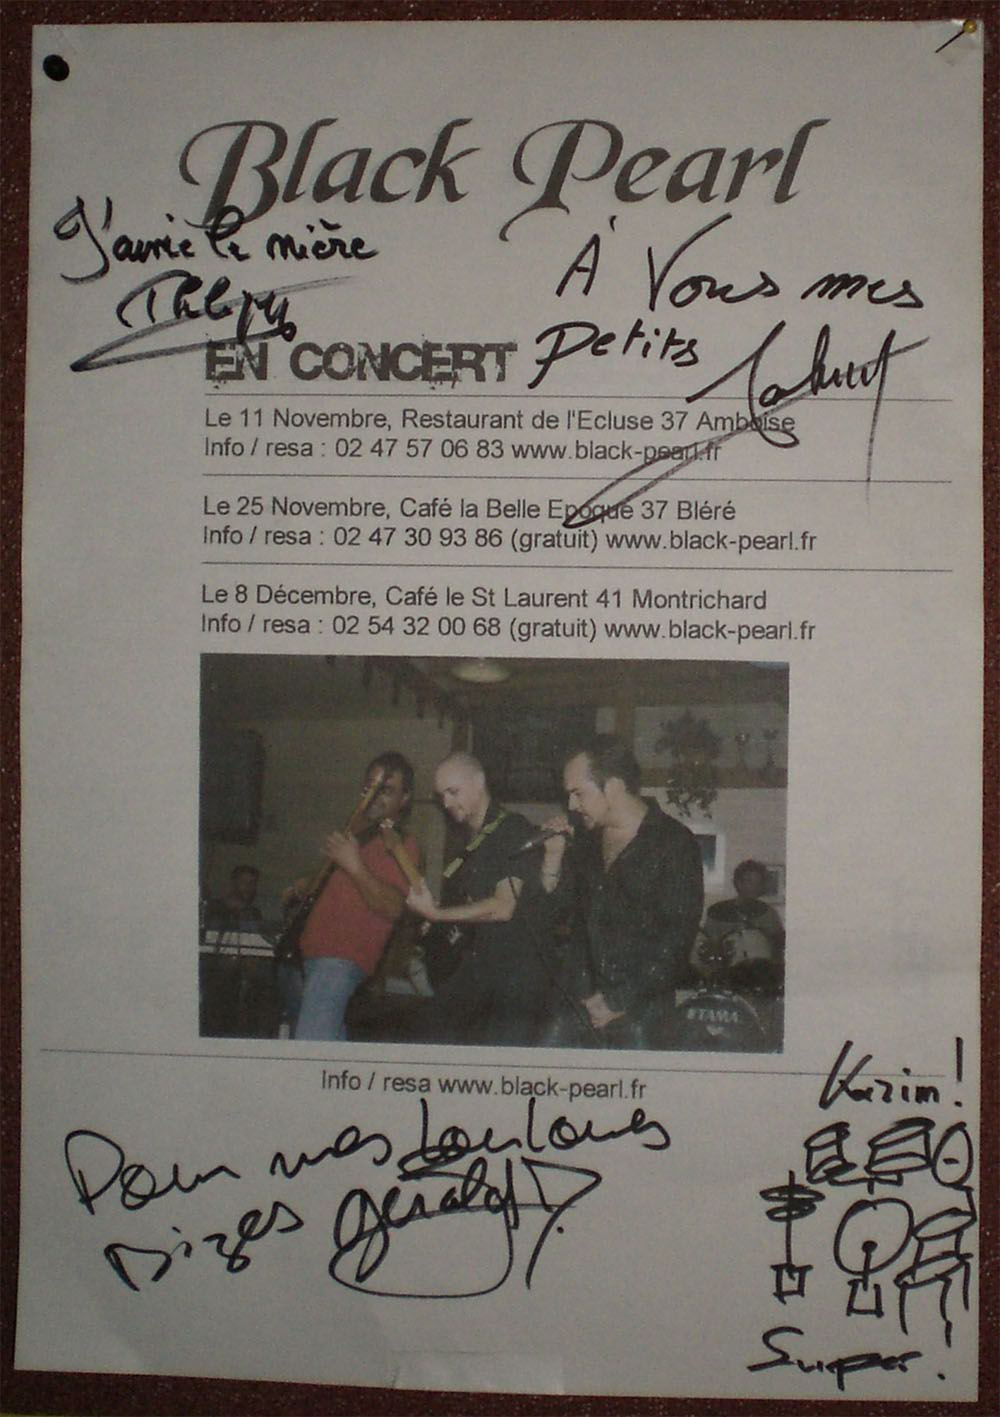 Black Pearl
J'aime la
À Vous mes
petits
EN CONCERT
Le 11 Novembre, Restaurant de l'Ecluse 37 Amboise
Info / resa : 02 47 57 06 83 www.black-pearl.fr
Le 25 Novembre, Café la Belle Epoque 37 Bléré
Info / resa : 02 47 30 93 86 (gratuit) www.black-pearl.fr
Le 8 Décembre, Café le St Laurent 41 Montrichard
Info / resa : 02 54 32 00 68 (gratuit) www.black-pearl.fr
TAMA
Info / resa www.black-pearl.fr
Karim!
Pour mes loulous
Bizes Gerald
Super!